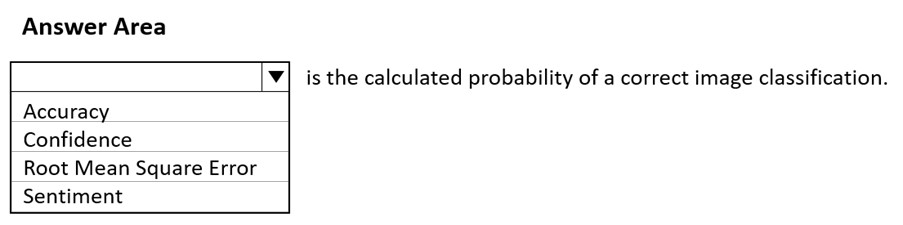 Answer Area
is the calculated probability of a correct image classification.
Accuracy
Confidence
Root Mean Square Error
Sentiment